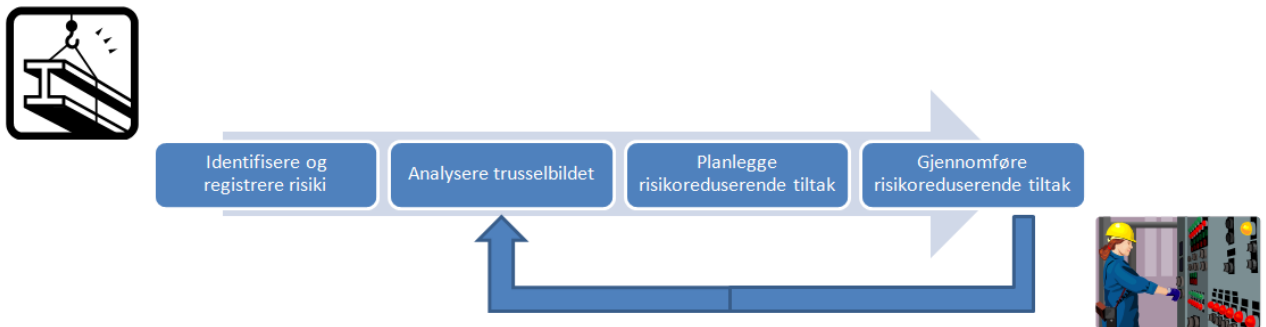 Identifisere og
registrere risiki
Analysere trusselbildet
Planlegge
risikoreduserende tiltak
Gjennomføre
risikoreduserende tiltak